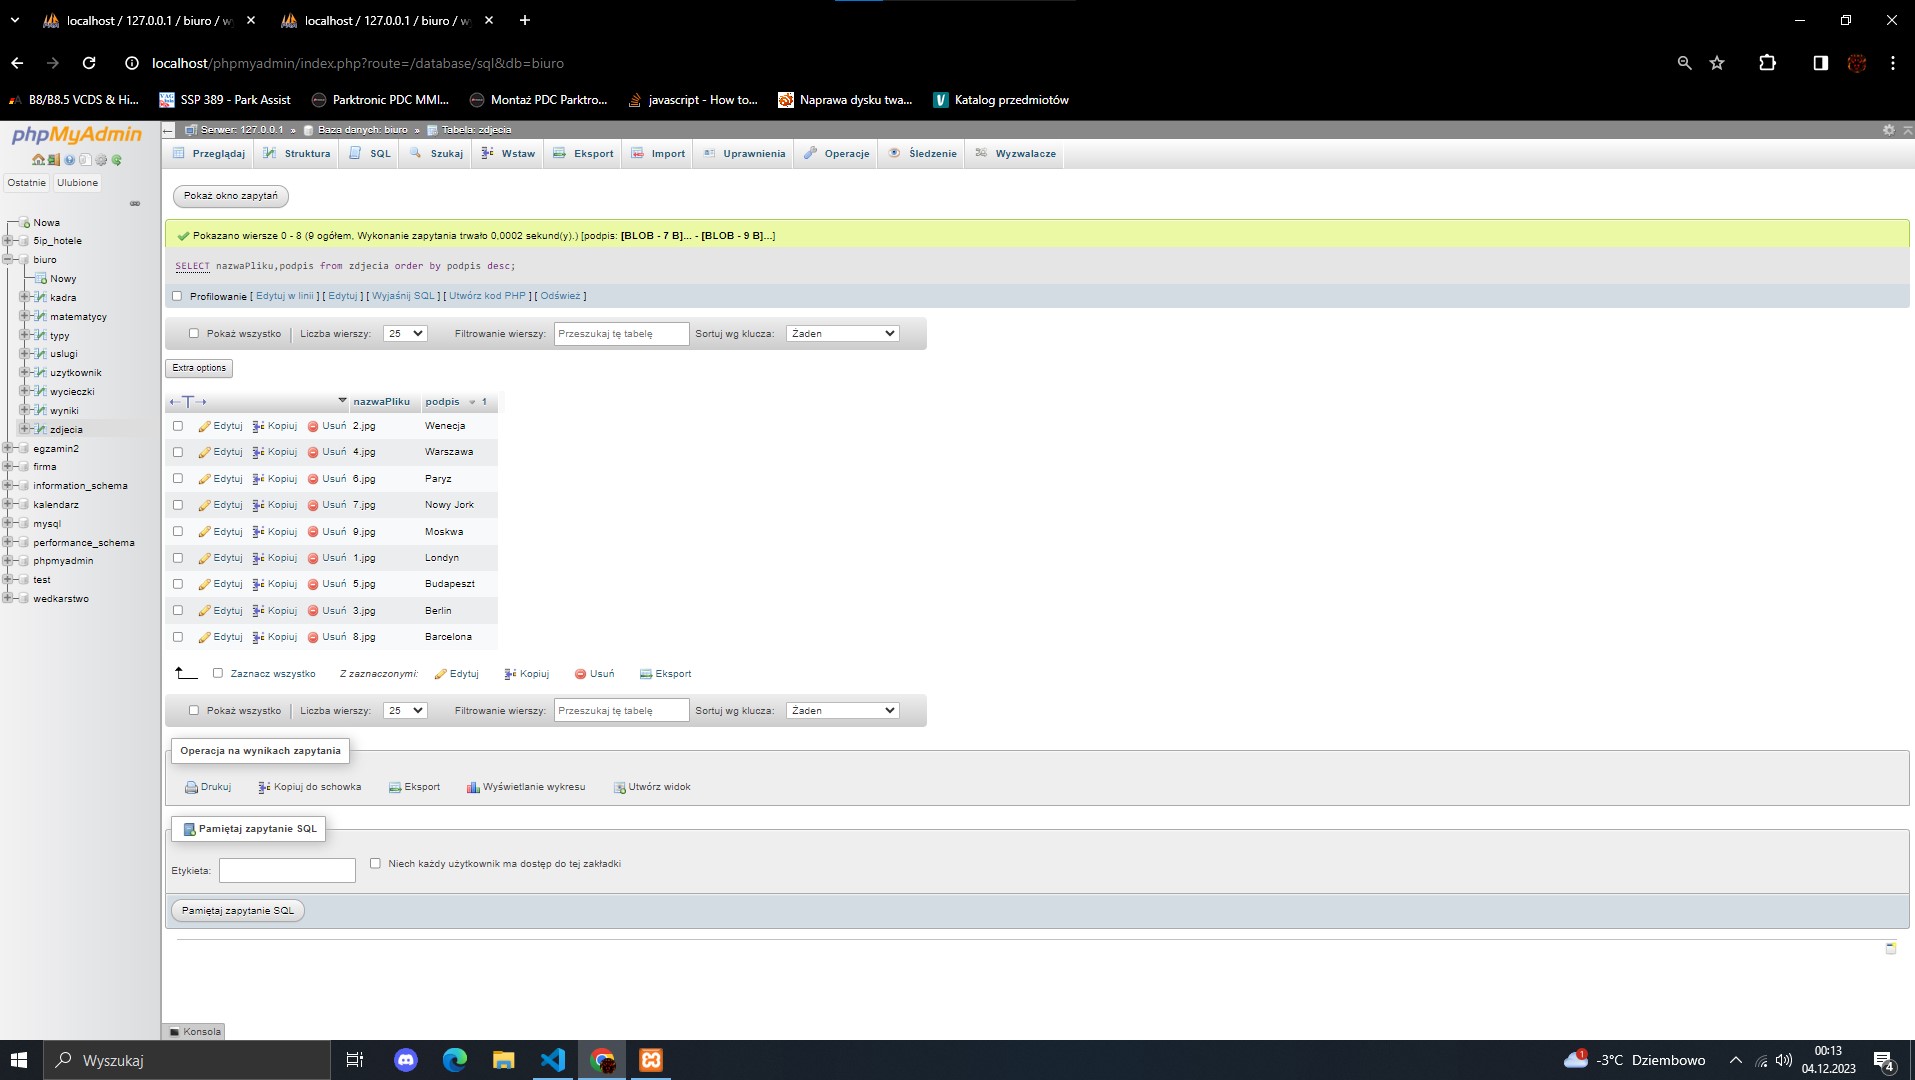 localhost / 127.0.0.1 / biuro / w
localhost / 127.0.0.1 / biuro / w
localhost/phpmyadmin/index.php?route=/database/sql&db=biuro
B8/B8.5 VCDS & Hi...
SSP 389 - Park Assist
Parktronic PDC MMI...
Montaż PDC Parktro...
javascript - How to...
Naprawa dysku twa...
Katalog przedmiotów
phpMyAdmin
Ostatnie
Ulubione
Nowa
5ip_hotele
biuro
Nowy
kadra
matematycy
typy
uslugi
uzytkownik
wycieczki
wyniki
zdjecia
egzamin2
firma
information_schema
kalendarz
mysql
performance_schema
phpmyadmin
test
wedkarstwo
Serwer: 127.0.0.1 » Baza danych: biuro » Tabela: zdjecia
Przeglądaj Struktura SQL Szukaj Wstaw Eksport Import Uprawnienia Operacje Śledzenie Wyzwalacze
Pokaż okno zapytań
Pokazano wiersze 0 - 8 (9 ogółem, Wykonanie zapytania trwało 0,0002 sekund(y).) [podpis: [BLOB - 7 B]... - [BLOB - 9 B]...]
SELECT nazwaPliku,podpis from zdjecia order by podpis desc;
Profilowanie [ Edytuj w linii ] [ Edytuj ] [ Wyjaśnij SQL ] [ Utwórz kod PHP ] [ Odśwież ]
Pokaż wszystko Liczba wierszy: 25 Filtrowanie wierszy: Przeszukaj tę tabelę Sortuj wg klucza: Żaden
Extra options
←T→ nazwaPliku podpis 1
Edytuj Kopiuj Usuń 2.jpg Wenecja
Edytuj Kopiuj Usuń 4.jpg Warszawa
Edytuj Kopiuj Usuń 6.jpg Paryz
Edytuj Kopiuj Usuń 7.jpg Nowy Jork
Edytuj Kopiuj Usuń 9.jpg Moskwa
Edytuj Kopiuj Usuń 1.jpg Londyn
Edytuj Kopiuj Usuń 5.jpg Budapeszt
Edytuj Kopiuj Usuń 3.jpg Berlin
Edytuj Kopiuj Usuń 8.jpg Barcelona
Zaznacz wszystko Z zaznaczonymi: Edytuj Kopiuj Usuń Eksport
Pokaż wszystko Liczba wierszy: 25 Filtrowanie wierszy: Przeszukaj tę tabelę Sortuj wg klucza: Żaden
Operacja na wynikach zapytania
Drukuj Kopiuj do schowka Eksport Wyświetlanie wykresu Utwórz widok
Pamiętaj zapytanie SQL
Etykieta: Niech każdy użytkownik ma dostęp do tej zakładki
Pamiętaj zapytanie SQL
Konsola
Wyszukaj
1
-3°C Dziembowo
00:13
04.12.2023
4